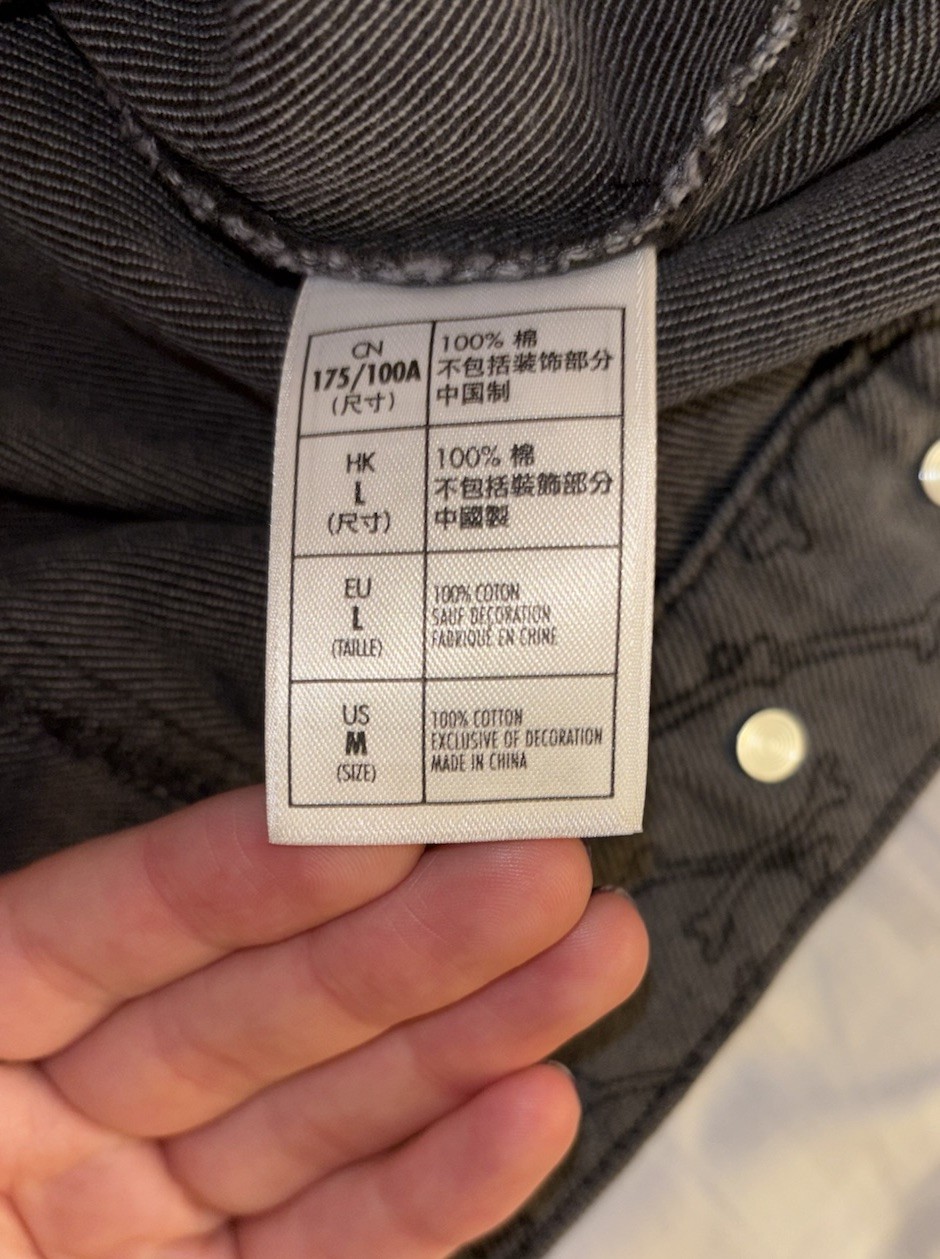 CN
175/100A
(尺寸)
100% 棉
不包括装饰部分
中国制
HK
L
(尺寸)
100% 棉
不包括裝飾部分
中國製
EU
L
(TAILLE)
100% COTON
SAUF DECORATION
FABRIQUÉ EN CHINE
US
M
(SIZE)
100% COTTON
EXCLUSIVE OF DECORATION
MADE IN CHINA